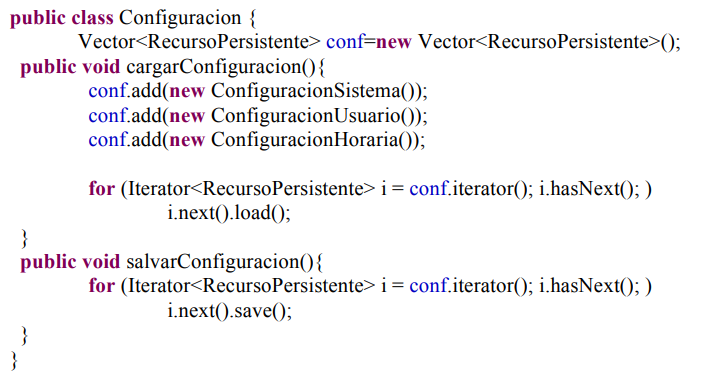 public class Configuracion {
Vector<RecursoPersistente> conf=new Vector<RecursoPersistente>();
public void cargarConfiguracion(){
conf.add(new ConfiguracionSistema());
conf.add(new ConfiguracionUsuario());
conf.add(new ConfiguracionHoraria());
for (Iterator<RecursoPersistente> i = conf.iterator(); i.hasNext(); )
i.next().load();
}
public void salvarConfiguracion(){
for (Iterator<RecursoPersistente> i = conf.iterator(); i.hasNext(); )
i.next().save();
}
}